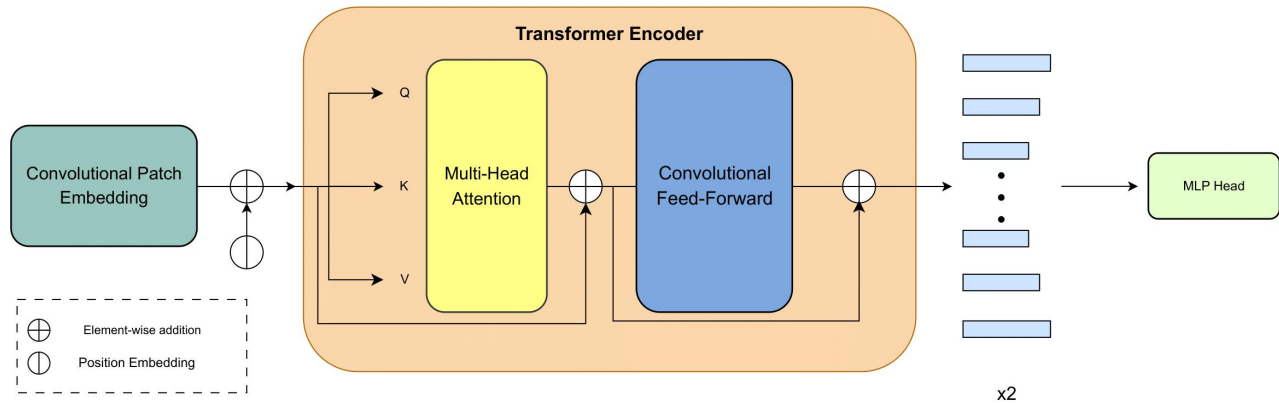 Transformer Encoder
Convolutional Patch
Embedding
Q
K
V
Multi-Head
Attention
Convolutional
Feed-Forward
MLP Head
Element-wise addition
Position Embedding
x2